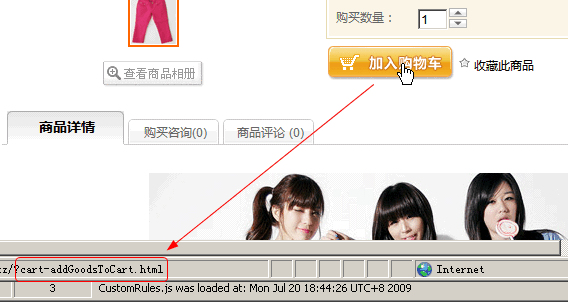 购买数量： 1
查看商品相册
加入购物车 收藏此商品
商品详情 购买咨询(0) 商品评论 (0)
z/?cart-addGoodsToCart.html Internet
3 CustomRules.js was loaded at: Mon Jul 20 18:44:26 UTC+8 2009